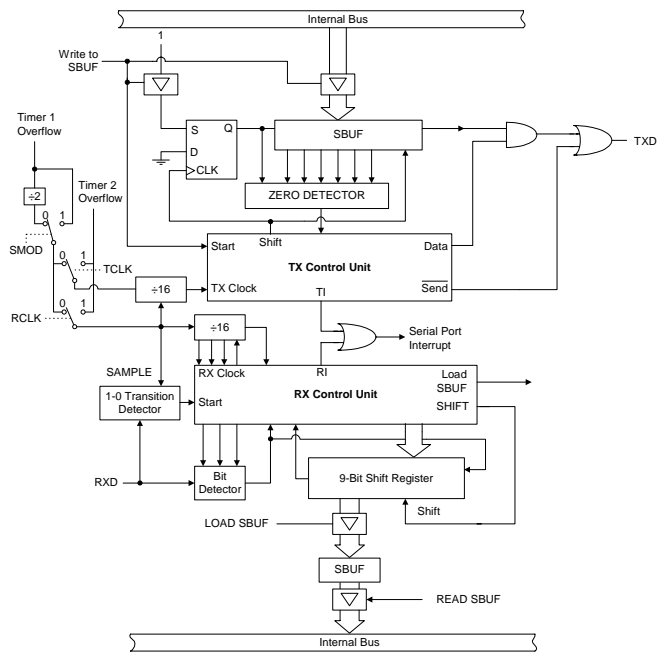 Internal Bus
1
Write to
SBUF
Timer 1
Overflow
S
Q
D
CLK
SBUF
TXD
÷2
Timer 2
Overflow
ZERO DETECTOR
0
1
SMOD
Shift
Start
Data
TX Control Unit
0
1
TCLK
÷16
TX Clock
Send
TI
RCLK
0
1
÷16
Serial Port
Interrupt
SAMPLE
RX Clock
RI
Load
SBUF
1-0 Transition
Detector
Start
RX Control Unit
SHIFT
RXD
Bit
Detector
9-Bit Shift Register
Shift
LOAD SBUF
SBUF
READ SBUF
Internal Bus